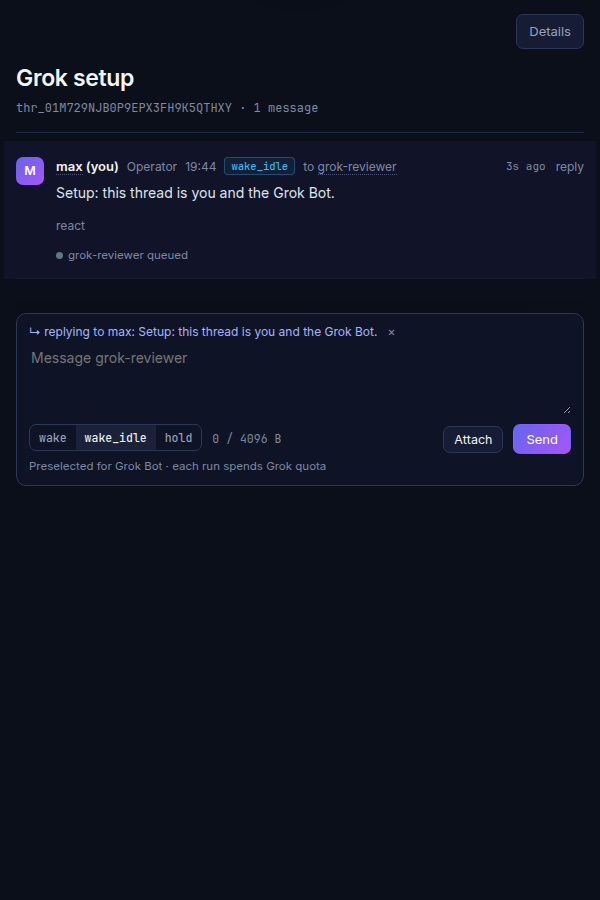 Details
Grok setup
thr_01M729NJB0P9EPX3FH9K5QTHXY · 1 message
M
max (you) Operator 19:44 wake_idle to grok-reviewer 3s ago reply
Setup: this thread is you and the Grok Bot.
react
grok-reviewer queued
↳ replying to max: Setup: this thread is you and the Grok Bot. ×
Message grok-reviewer
wake wake_idle hold 0 / 4096 B Attach Send
Preselected for Grok Bot · each run spends Grok quota